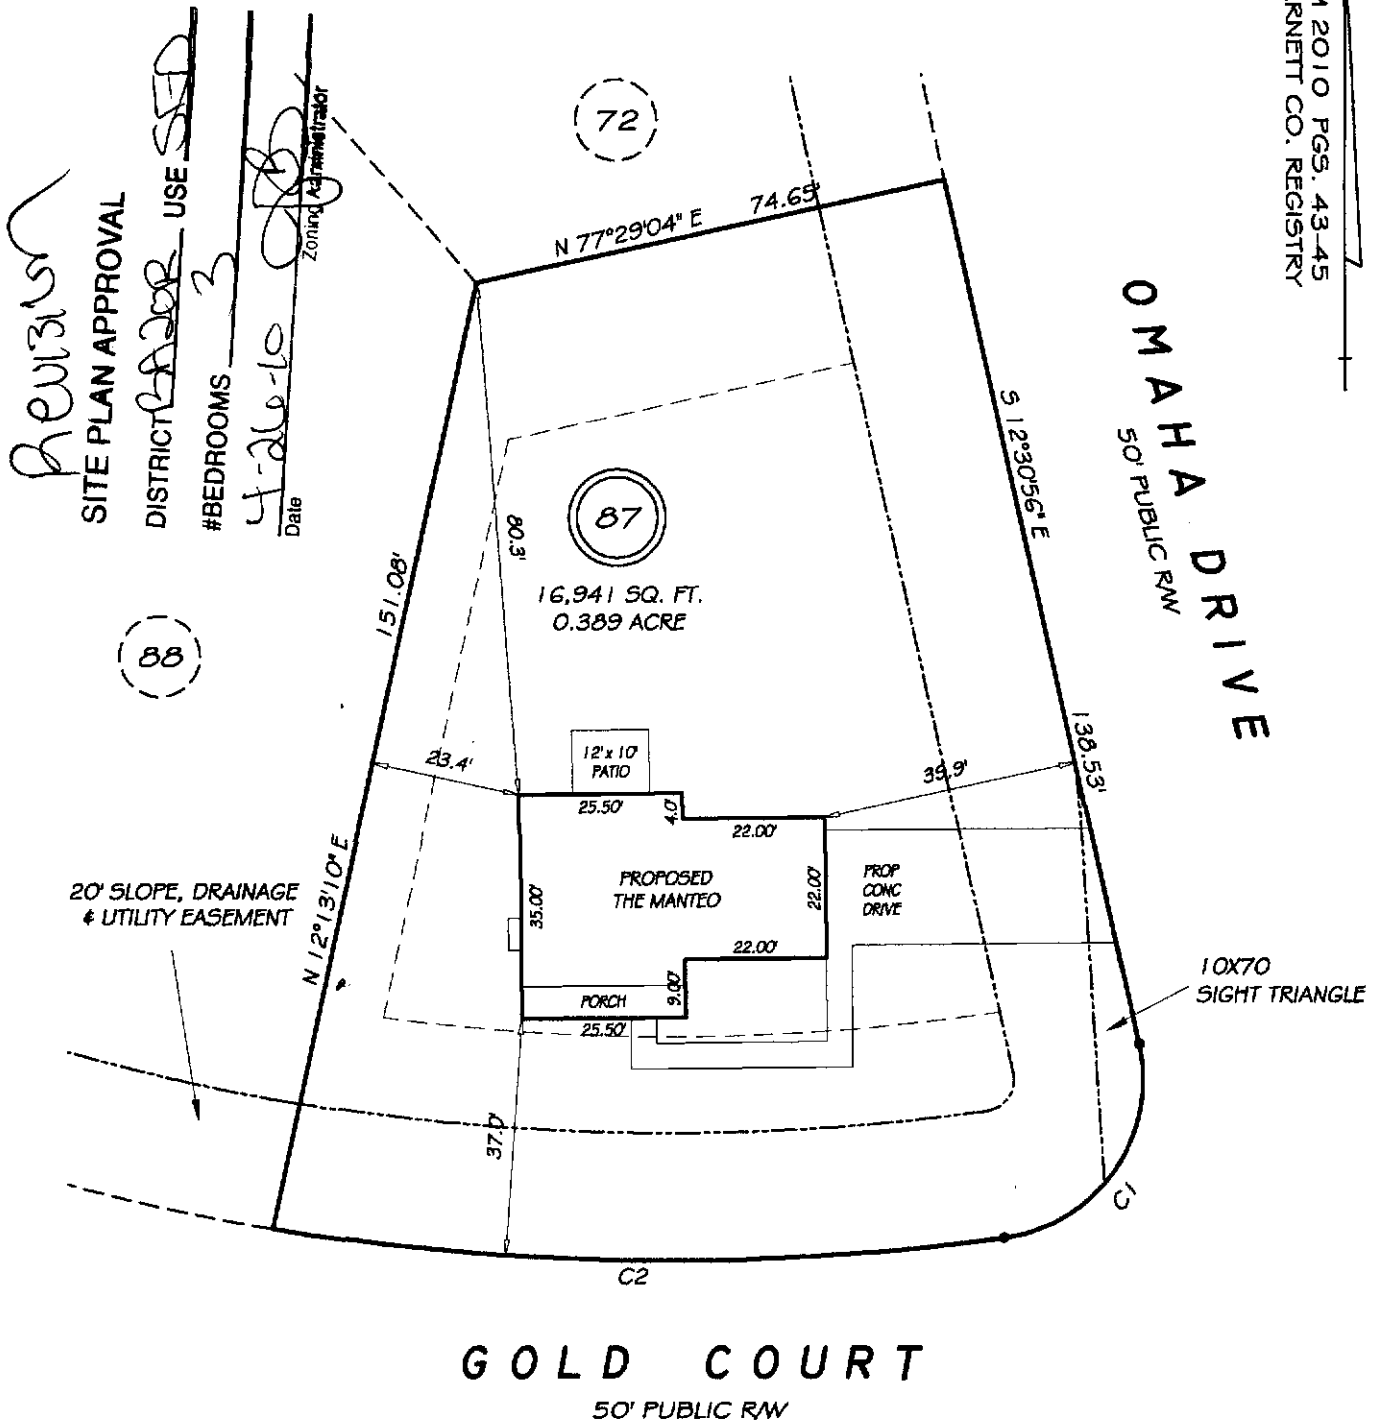 M 2010 PGS. 43-45
RNETT CO. REGISTRY
Revision
SITE PLAN APPROVAL
DISTRICT RA20R USE SFD
#BEDROOMS 3
4-26-10
Date
Zoning Administrator
72
N 77°29'04" E 74.65'
OMAHA DRIVE
50' PUBLIC R/W
S 12°30'56" E 138.53'
80.3'
87
16,941 SQ. FT.
0.389 ACRE
151.08'
N 12°13'10" E
88
23.4'
12' x 10'
PATIO
39.9'
25.50'
4.0'
22.00'
PROPOSED
THE MANTEO
35.00'
22.00'
PROP
CONC
DRIVE
22.00'
9.00'
PORCH
25.50'
20' SLOPE, DRAINAGE
& UTILITY EASEMENT
10X70
SIGHT TRIANGLE
37.0'
C1
C2
GOLD COURT
50' PUBLIC R/W